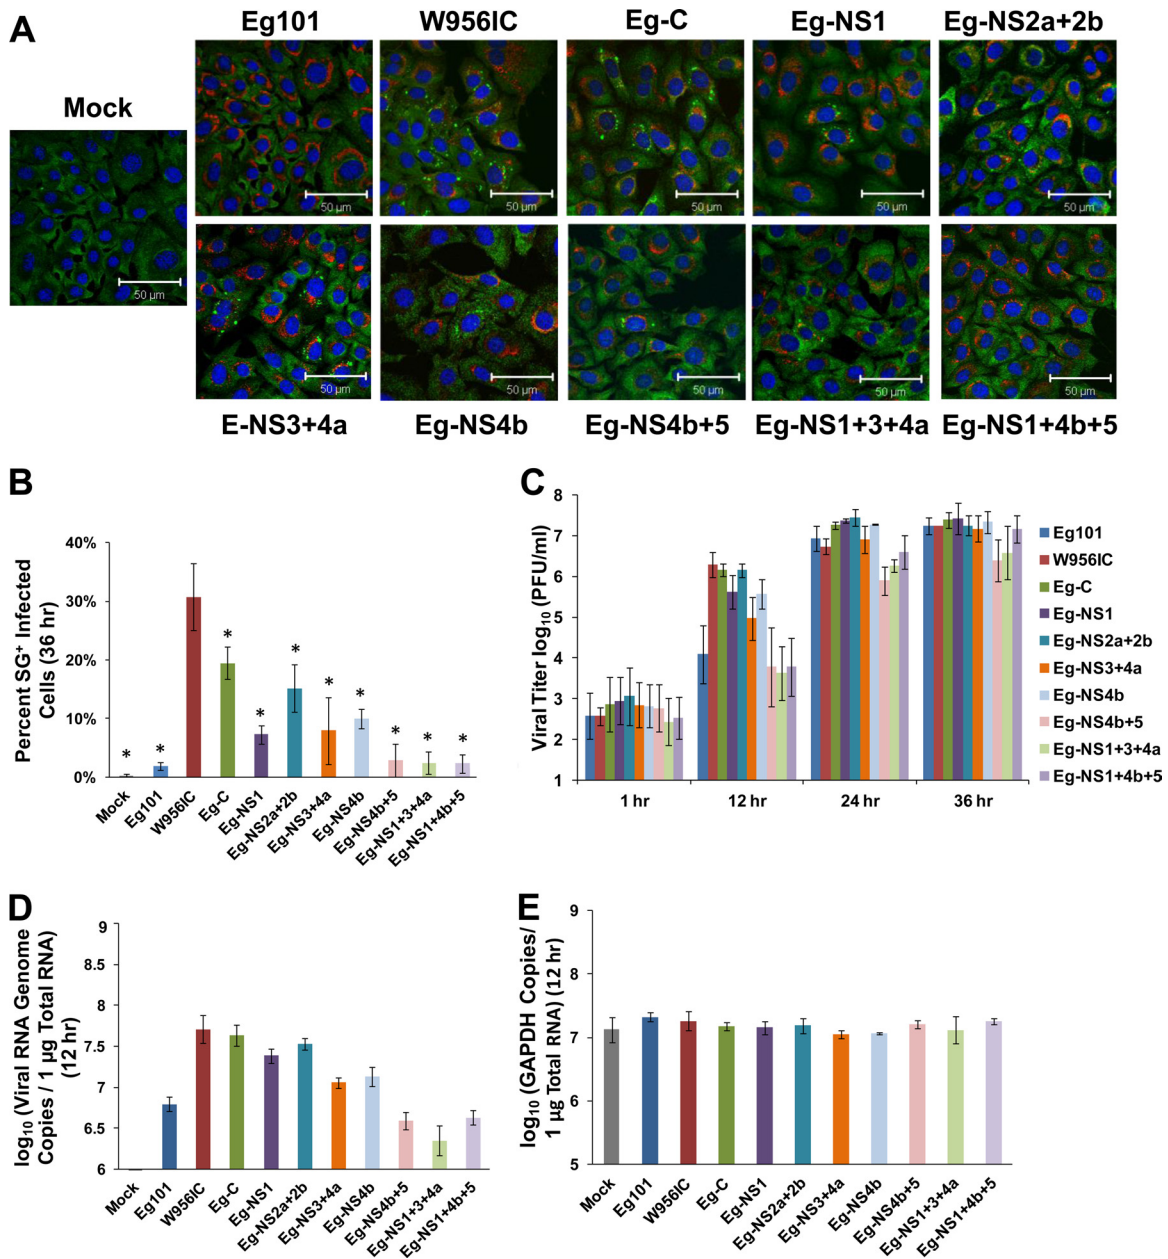 A
Eg101
W956IC
Eg-C
Eg-NS1
Eg-NS2a+2b
Mock
50 µm
50 µm
50 µm
50 µm
50 µm
50 µm
50 µm
50 µm
50 µm
50 µm
50 µm
E-NS3+4a
Eg-NS4b
Eg-NS4b+5
Eg-NS1+3+4a
Eg-NS1+4b+5
B
Percent SG⁺ Infected
Cells (36 hr)
40%
30%
20%
10%
0%
*
*
*
*
*
*
*
*
*
Mock
Eg101
W956IC
Eg-C
Eg-NS1
Eg-NS2a+2b
Eg-NS3+4a
Eg-NS4b
Eg-NS4b+5
Eg-NS1+3+4a
Eg-NS1+4b+5
C
Viral Titer log₁₀ (PFU/ml)
8
7
6
5
4
3
2
1
1 hr
12 hr
24 hr
36 hr
Eg101
W956IC
Eg-C
Eg-NS1
Eg-NS2a+2b
Eg-NS3+4a
Eg-NS4b
Eg-NS4b+5
Eg-NS1+3+4a
Eg-NS1+4b+5
D
log₁₀ (Viral RNA Genome
Copies / 1 µg Total RNA)
(12 hr)
9
8.5
8
7.5
7
6.5
6
Mock
Eg101
W956IC
Eg-C
Eg-NS1
Eg-NS2a+2b
Eg-NS3+4a
Eg-NS4b
Eg-NS4b+5
Eg-NS1+3+4a
Eg-NS1+4b+5
E
log₁₀ (GAPDH Copies/
1 µg Total RNA) (12 hr)
9
8
7
6
5
Mock
Eg101
W956IC
Eg-C
Eg-NS1
Eg-NS2a+2b
Eg-NS3+4a
Eg-NS4b
Eg-NS4b+5
Eg-NS1+3+4a
Eg-NS1+4b+5